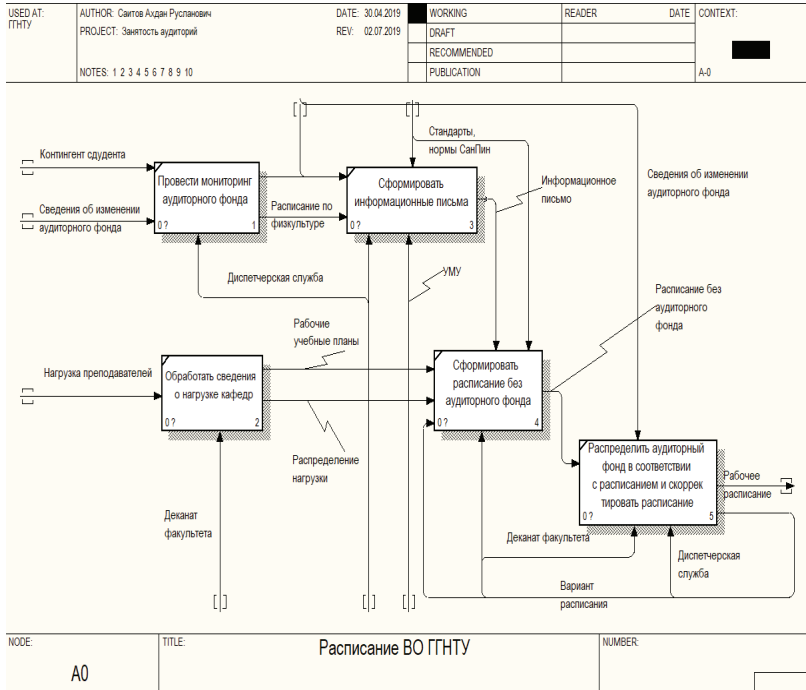 USED AT:
ГГНТУ
AUTHOR: Саитов Ахдан Русланович
PROJECT: Занятость аудиторий
DATE: 30.04.2019
REV: 02.07.2019
NOTES: 1 2 3 4 5 6 7 8 9 10
WORKING
DRAFT
RECOMMENDED
PUBLICATION
READER
DATE
CONTEXT:
A-0
Контингент сдудента
Сведения об изменении
аудиторного фонда
Провести мониторинг
аудиторного фонда
0 ?
1
Расписание по
физкультуре
Стандарты,
нормы СанПин
Сформировать
информационные письма
0 ?
3
Информационное
письмо
Сведения об изменении
аудиторного фонда
Диспетчерская служба
УМУ
Расписание без
аудиторного
фонда
Нагрузка преподавателей
Рабочие
учебные планы
Обработать сведения
о нагрузке кафедр
0 ?
2
Сформировать
расписание без
аудиторного фонда
0 ?
4
Распределение
нагрузки
Распределить аудиторный
фонд в соответствии
с расписанием и скоррек
тировать расписание
0 ?
5
Рабочее
расписание
Деканат
факультета
Деканат факультета
Диспетчерская
служба
Вариант
расписания
NODE:
A0
TITLE:
Расписание ВО ГГНТУ
NUMBER: